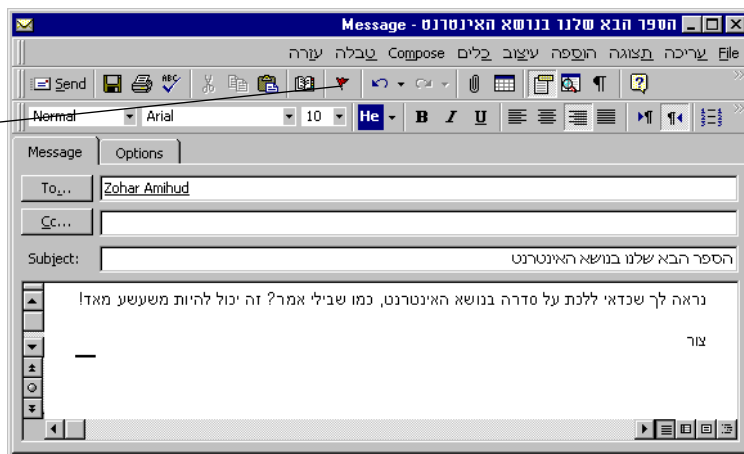 הספר הבא שלנו בנושא האינטרנט - Message
File עריכה תצוגה הוספה עיצוב כלים Compose טבלה עזרה
Send ABC
Normal Arial 10 He B I U
Message Options
To... Zohar Amihud
Cc...
Subject: הספר הבא שלנו בנושא האינטרנט
נראה לך שכדאי ללכת על סדרה בנושא האינטרנט, כמו שבילי אמר? זה יכול להיות משעשע מאד!
צור